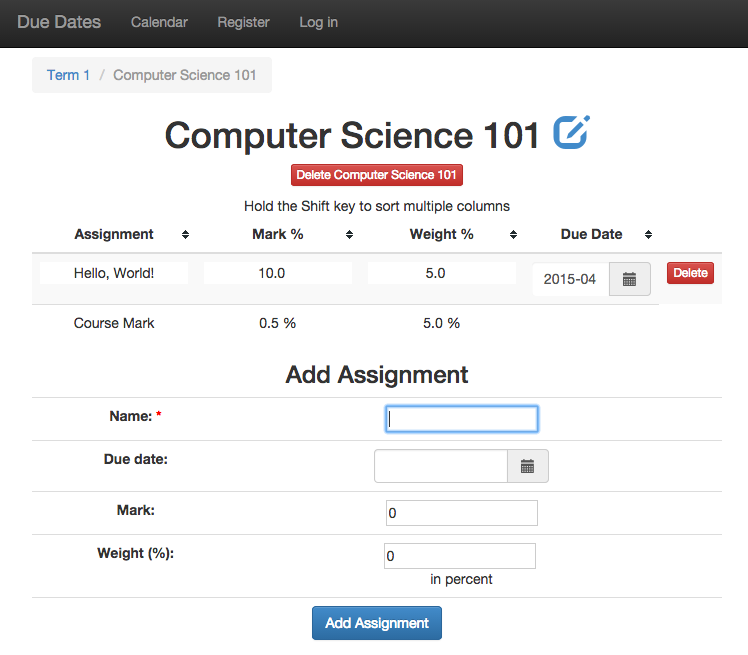 Due Dates Calendar Register Log in
Term 1 / Computer Science 101
Computer Science 101
Delete Computer Science 101
Hold the Shift key to sort multiple columns
Assignment Mark % Weight % Due Date
Hello, World! 10.0 5.0 2015-04 Delete
Course Mark 0.5 % 5.0 %
Add Assignment
Name: *
Due date:
Mark: 0
Weight (%): 0
in percent
Add Assignment